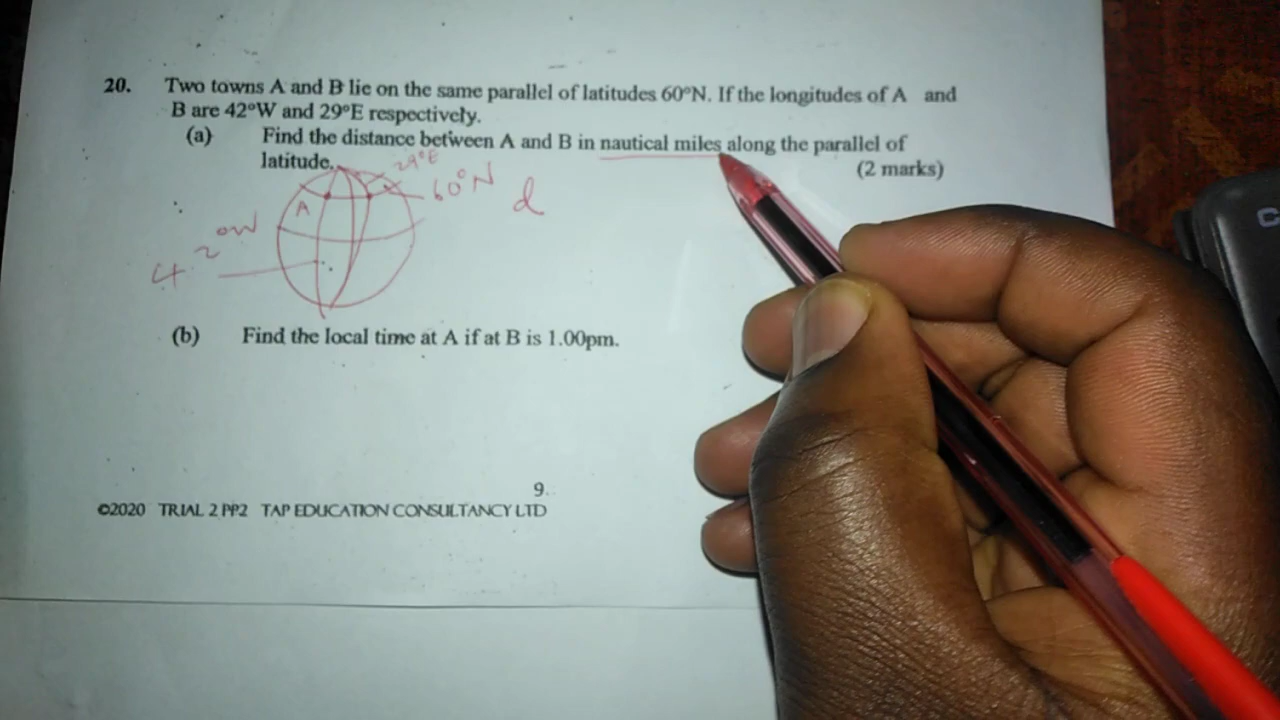 20. Two towns A and B lie on the same parallel of latitudes 60°N. If the longitudes of A and
B are 42°W and 29°E respectively.
(a) Find the distance between A and B in nautical miles along the parallel of
latitude. (2 marks)
29°E
60°N
d
A
42°W
(b) Find the local time at A if at B is 1.00pm.
9.
©2020 TRIAL 2 PP2 TAP EDUCATION CONSULTANCY LTD
C